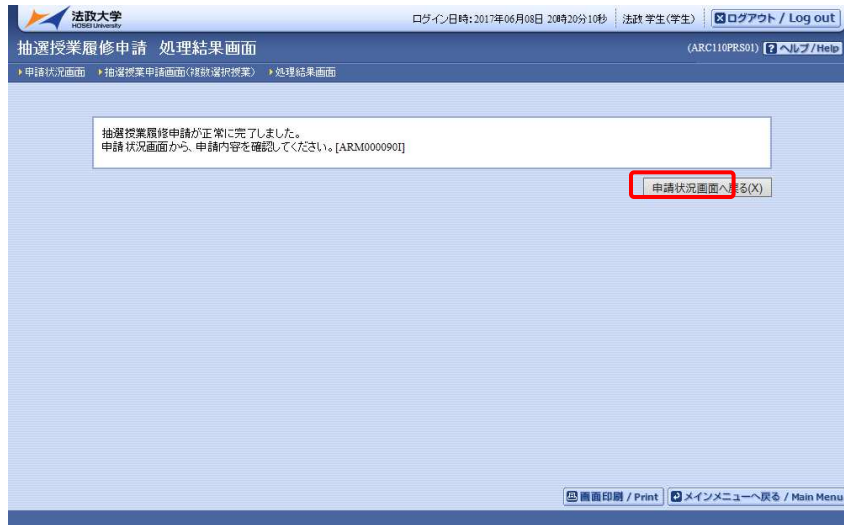 法政大学
HOSEI University
ログイン日時:2017年06月08日 20時20分10秒 法政 学生(学生) ログアウト / Log out
抽選授業履修申請 処理結果画面
(ARC110PRS01) ? ヘルプ/Help
申請状況画面 抽選授業申請画面(複数選択授業) 処理結果画面
抽選授業履修申請が正常に完了しました。
申請状況画面から、申請内容を確認してください。[ARM000090I]
申請状況画面へ戻る(X)
画面印刷 / Print メインメニューへ戻る / Main Menu